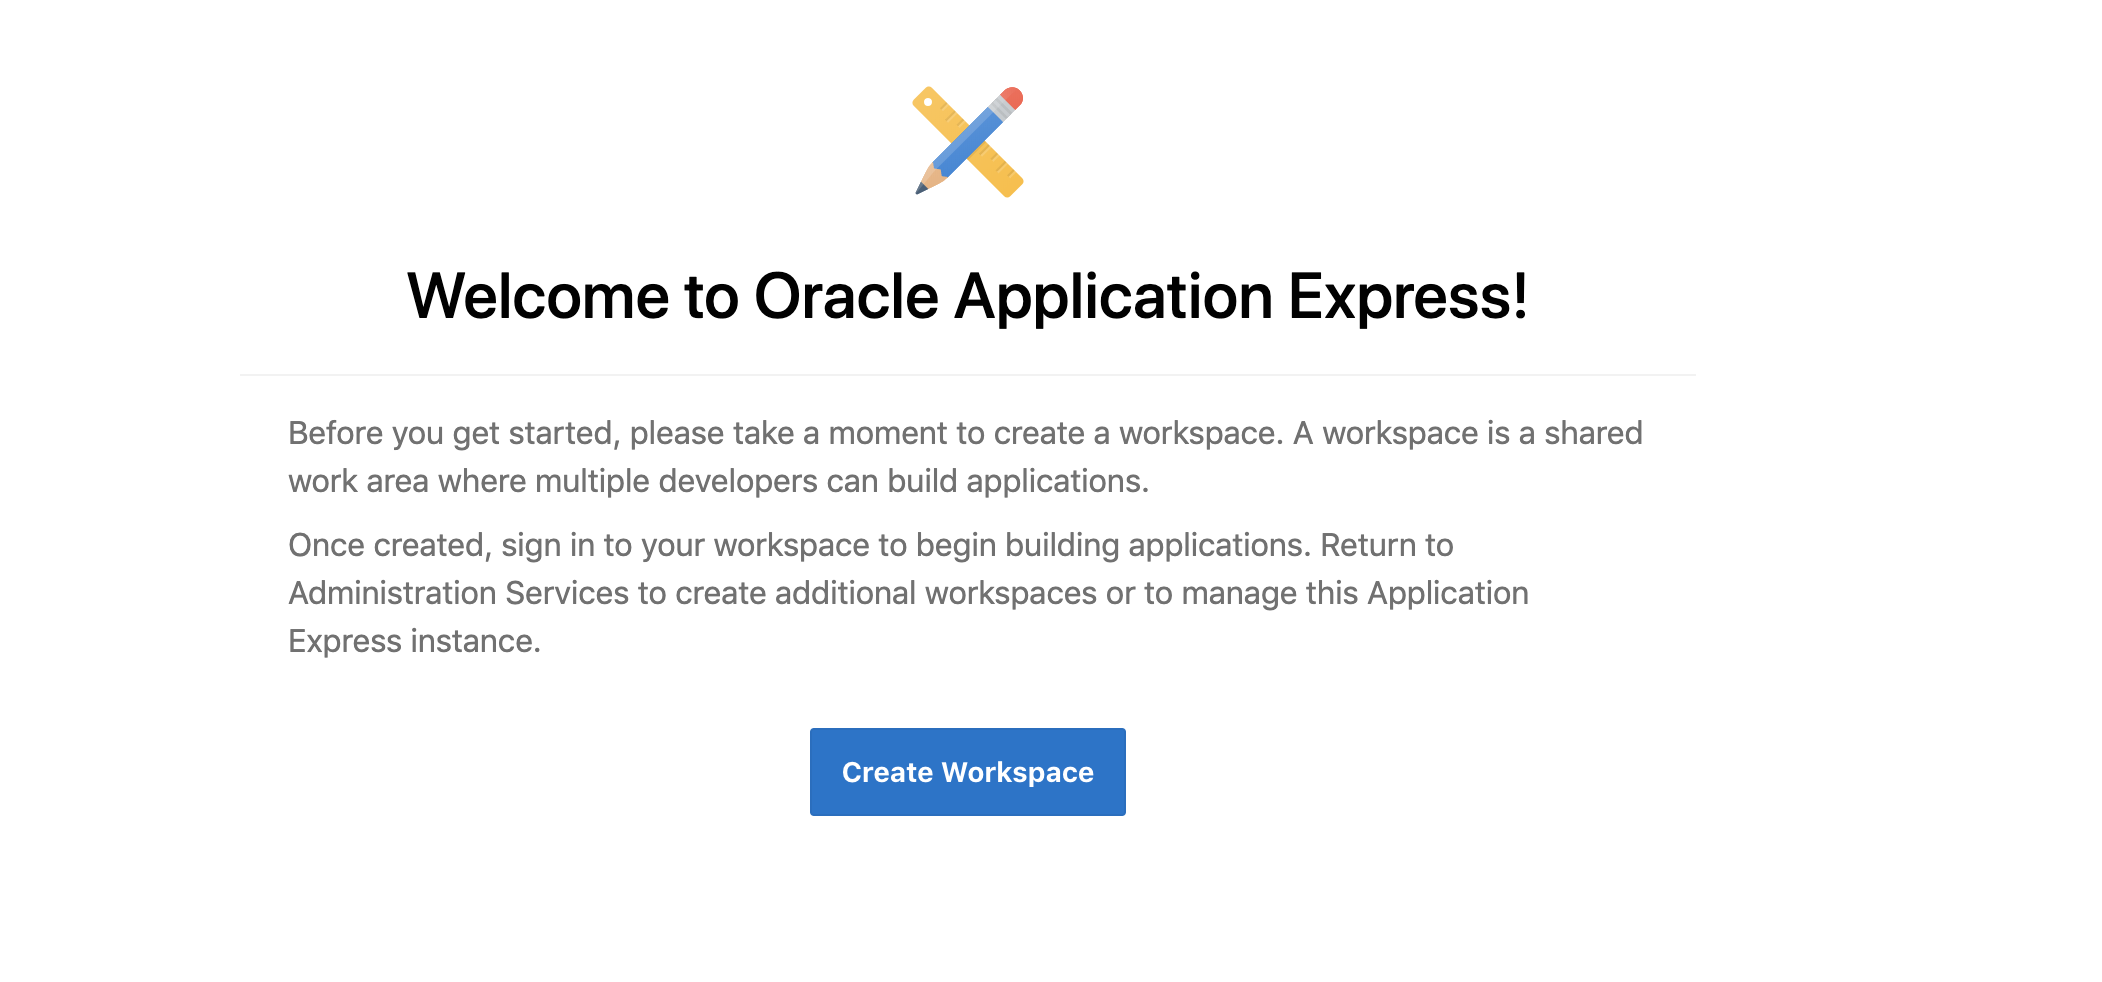 Welcome to Oracle Application Express!
Before you get started, please take a moment to create a workspace. A workspace is a shared
work area where multiple developers can build applications.
Once created, sign in to your workspace to begin building applications. Return to
Administration Services to create additional workspaces or to manage this Application
Express instance.
Create Workspace